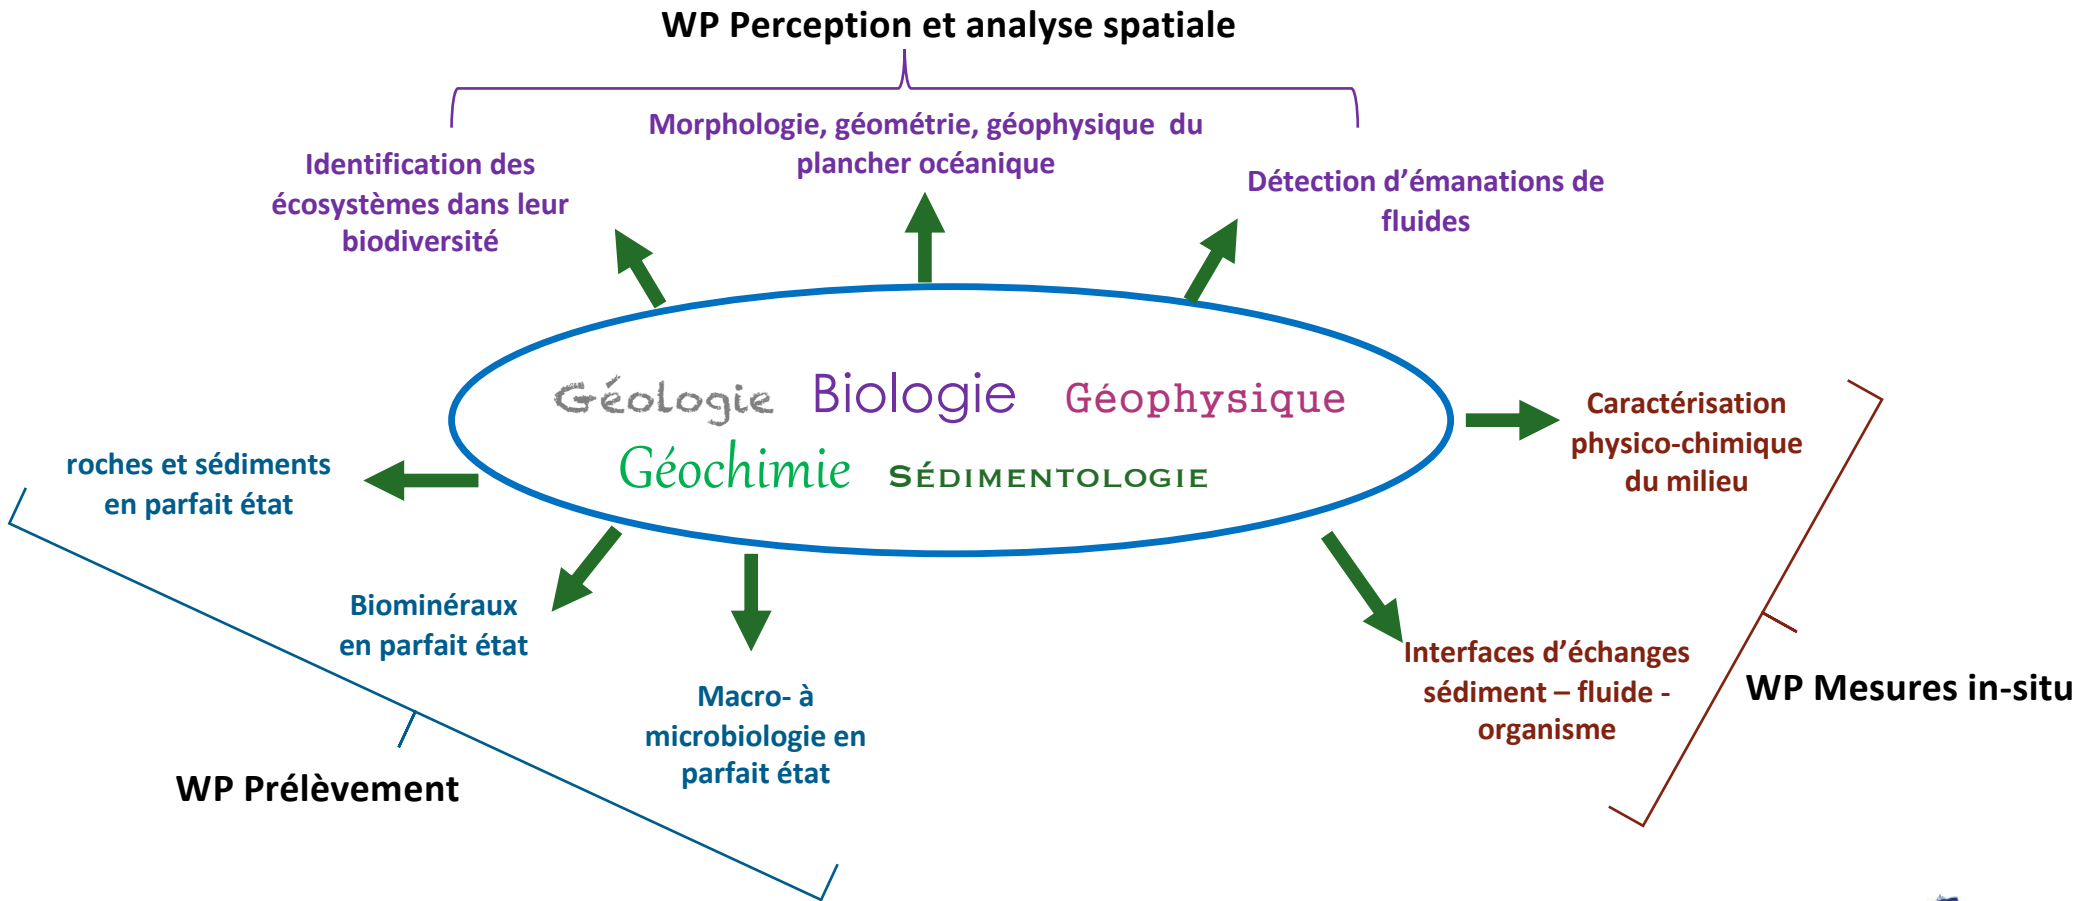 WP Perception et analyse spatiale
Morphologie, géométrie, géophysique du
plancher océanique
Identification des
écosystèmes dans leur
biodiversité
Détection d’émanations de
fluides
Géologie Biologie Géophysique
Géochimie SÉDIMENTOLOGIE
Caractérisation
physico-chimique
du milieu
roches et sédiments
en parfait état
Biominéraux
en parfait état
Macro- à
microbiologie en
parfait état
Interfaces d’échanges
sédiment – fluide -
organisme
WP Mesures in-situ
WP Prélèvement